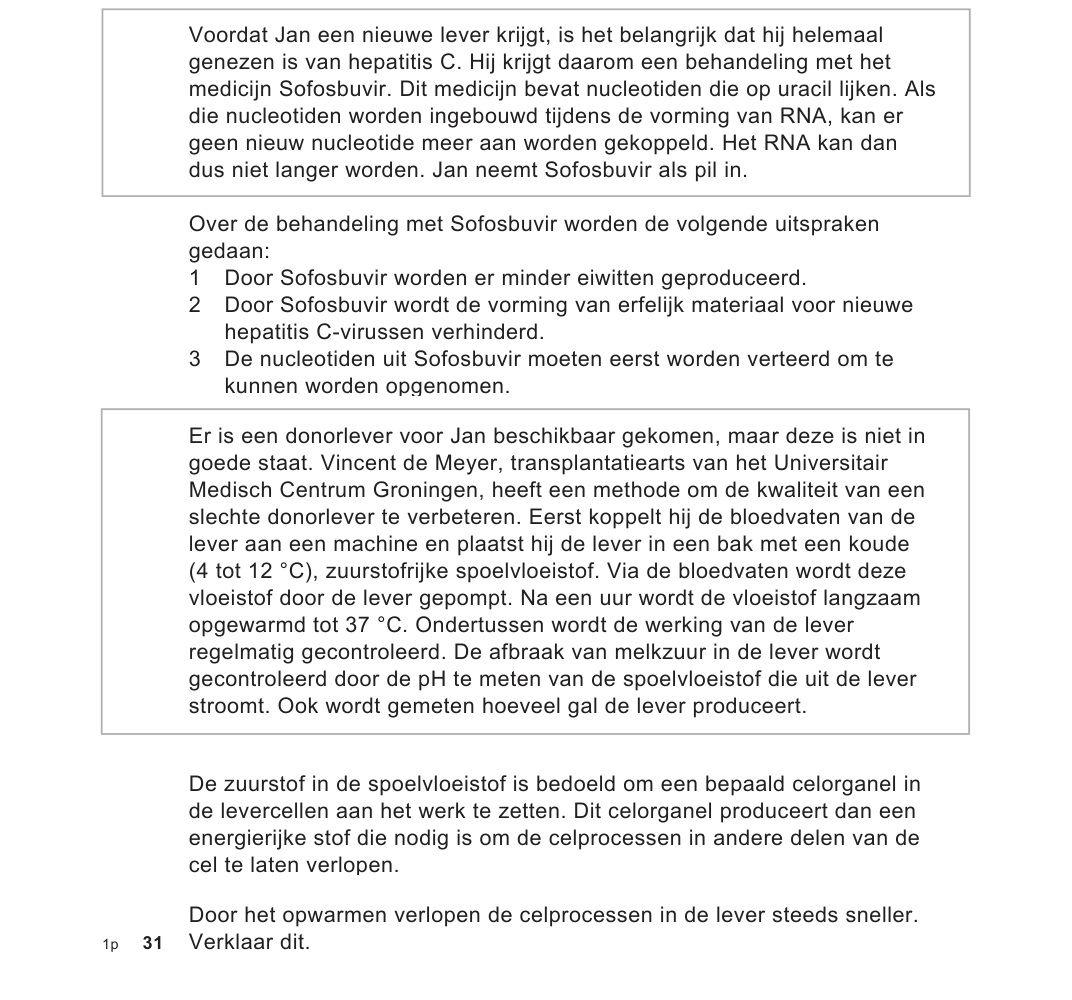 Voordat Jan een nieuwe lever krijgt, is het belangrijk dat hij helemaal
genezen is van hepatitis C. Hij krijgt daarom een behandeling met het
medicijn Sofosbuvir. Dit medicijn bevat nucleotiden die op uracil lijken. Als
die nucleotiden worden ingebouwd tijdens de vorming van RNA, kan er
geen nieuw nucleotide meer aan worden gekoppeld. Het RNA kan dan
dus niet langer worden. Jan neemt Sofosbuvir als pil in.
Over de behandeling met Sofosbuvir worden de volgende uitspraken
gedaan:
1 Door Sofosbuvir worden er minder eiwitten geproduceerd.
2 Door Sofosbuvir wordt de vorming van erfelijk materiaal voor nieuwe
hepatitis C-virussen verhinderd.
3 De nucleotiden uit Sofosbuvir moeten eerst worden verteerd om te
kunnen worden opgenomen.
Er is een donorlever voor Jan beschikbaar gekomen, maar deze is niet in
goede staat. Vincent de Meyer, transplantatiearts van het Universitair
Medisch Centrum Groningen, heeft een methode om de kwaliteit van een
slechte donorlever te verbeteren. Eerst koppelt hij de bloedvaten van de
lever aan een machine en plaatst hij de lever in een bak met een koude
(4 tot 12 °C), zuurstofrijke spoelvloeistof. Via de bloedvaten wordt deze
vloeistof door de lever gepompt. Na een uur wordt de vloeistof langzaam
opgewarmd tot 37 °C. Ondertussen wordt de werking van de lever
regelmatig gecontroleerd. De afbraak van melkzuur in de lever wordt
gecontroleerd door de pH te meten van de spoelvloeistof die uit de lever
stroomt. Ook wordt gemeten hoeveel gal de lever produceert.
De zuurstof in de spoelvloeistof is bedoeld om een bepaald celorganel in
de levercellen aan het werk te zetten. Dit celorganel produceert dan een
energierijke stof die nodig is om de celprocessen in andere delen van de
cel te laten verlopen.
Door het opwarmen verlopen de celprocessen in de lever steeds sneller.
1p 31 Verklaar dit.